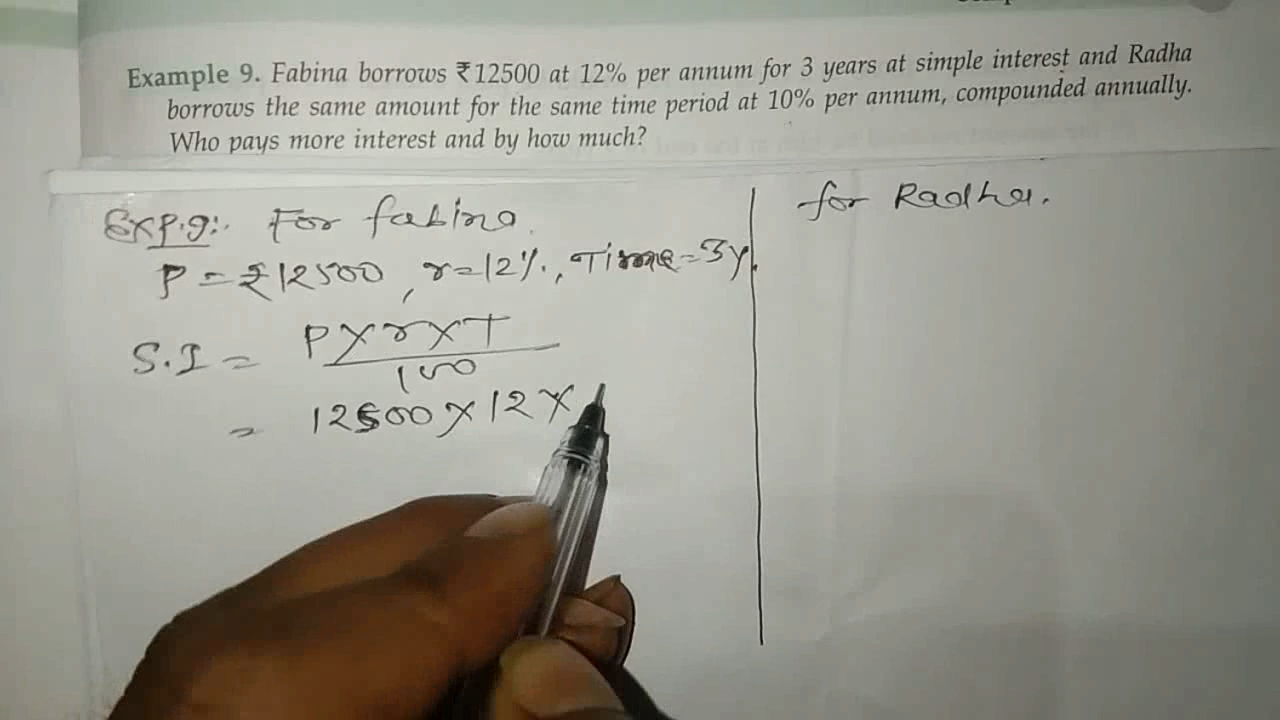 Example 9. Fabina borrows ₹12500 at 12% per annum for 3 years at simple interest and Radha
borrows the same amount for the same time period at 10% per annum, compounded annually.
Who pays more interest and by how much?
Exp.9:. For fabina.
P = ₹12500, r=12%., Time=3y.
S.I = P×r×T
100
= 12500×12×
for Radha.